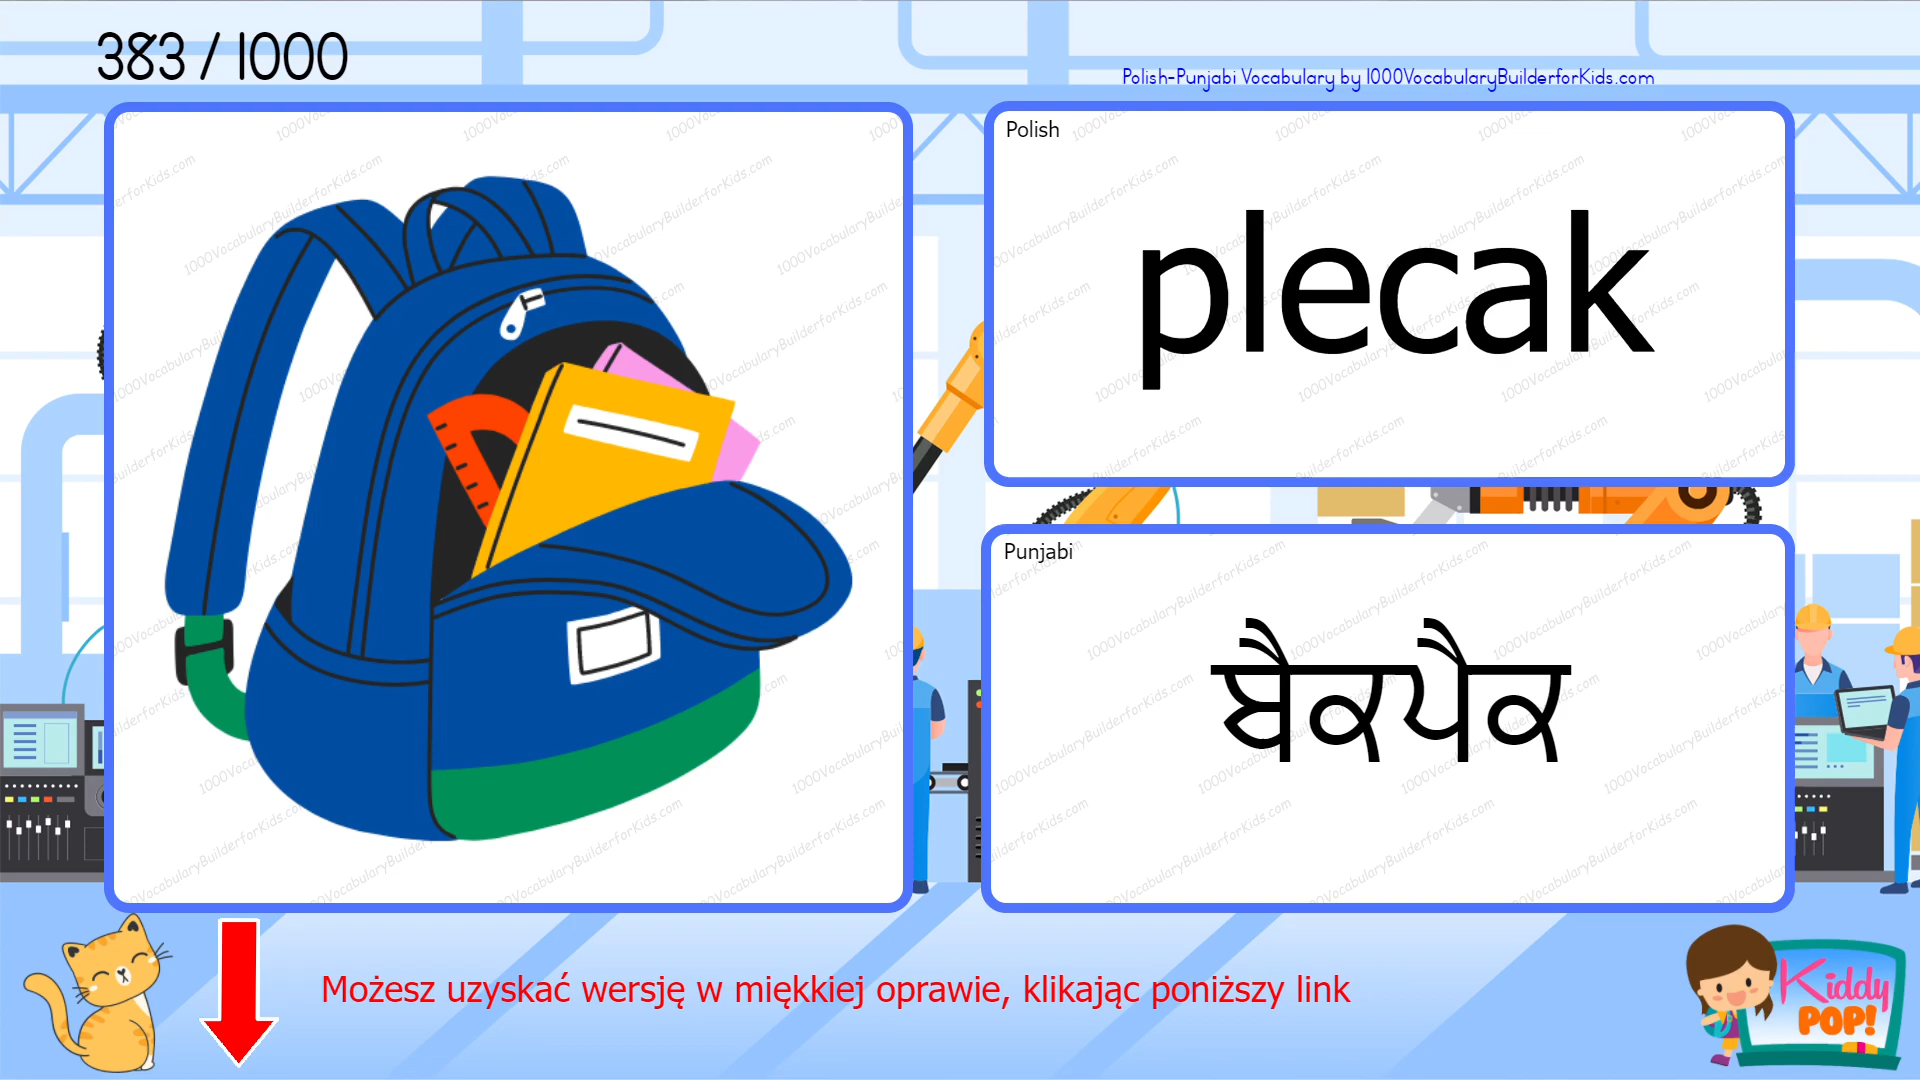 383 / 1000
Polish-Punjabi Vocabulary by 1000VocabularyBuilderforKids.com
Polish
plecak
Punjabi
ਬੈਕਪੈਕ
Możesz uzyskać wersję w miękkiej oprawie, klikając poniższy link
Kiddy
POP!